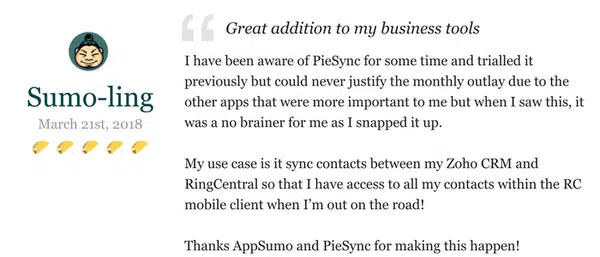 Great addition to my business tools
Sumo-ling
March 21st, 2018
I have been aware of PieSync for some time and trialled it
previously but could never justify the monthly outlay due to the
other apps that were more important to me but when I saw this, it
was a no brainer for me as I snapped it up.
My use case is it sync contacts between my Zoho CRM and
RingCentral so that I have access to all my contacts within the RC
mobile client when I’m out on the road!
Thanks AppSumo and PieSync for making this happen!